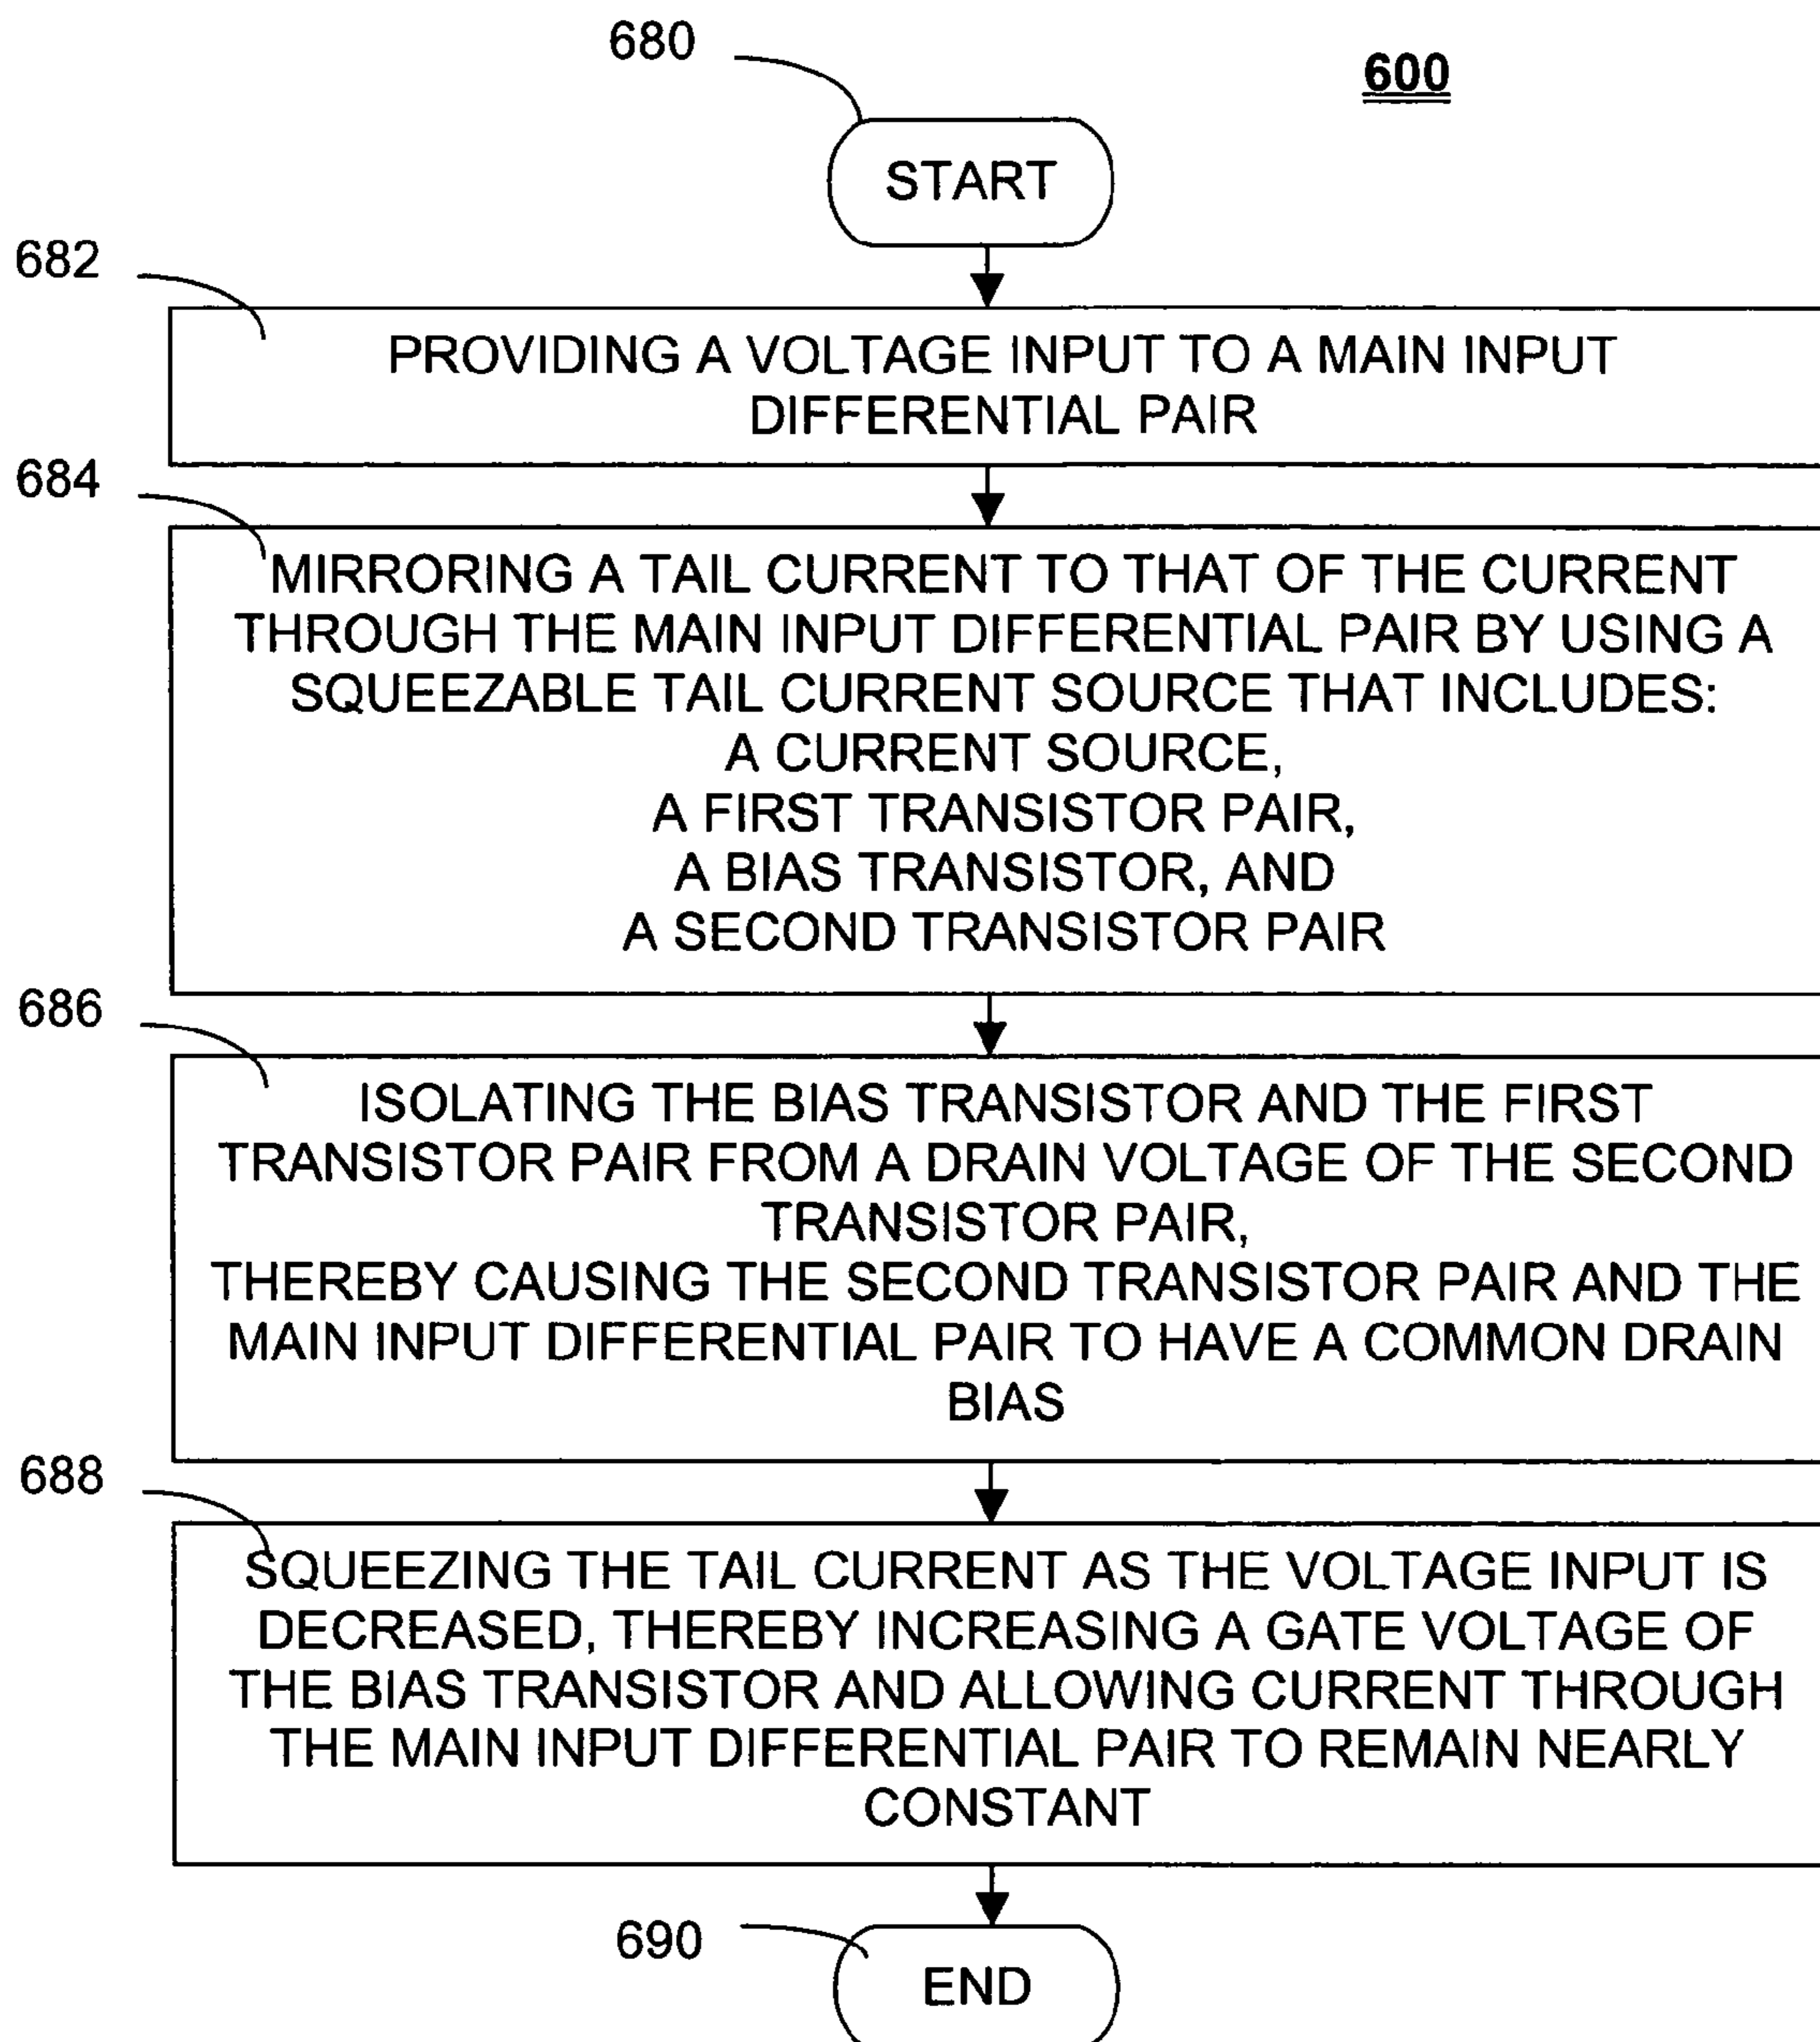 680
600
START
682
PROVIDING A VOLTAGE INPUT TO A MAIN INPUT
DIFFERENTIAL PAIR
684
MIRRORING A TAIL CURRENT TO THAT OF THE CURRENT
THROUGH THE MAIN INPUT DIFFERENTIAL PAIR BY USING A
SQUEEZABLE TAIL CURRENT SOURCE THAT INCLUDES:
A CURRENT SOURCE,
A FIRST TRANSISTOR PAIR,
A BIAS TRANSISTOR, AND
A SECOND TRANSISTOR PAIR
686
ISOLATING THE BIAS TRANSISTOR AND THE FIRST
TRANSISTOR PAIR FROM A DRAIN VOLTAGE OF THE SECOND
TRANSISTOR PAIR,
THEREBY CAUSING THE SECOND TRANSISTOR PAIR AND THE
MAIN INPUT DIFFERENTIAL PAIR TO HAVE A COMMON DRAIN
BIAS
688
SQUEEZING THE TAIL CURRENT AS THE VOLTAGE INPUT IS
DECREASED, THEREBY INCREASING A GATE VOLTAGE OF
THE BIAS TRANSISTOR AND ALLOWING CURRENT THROUGH
THE MAIN INPUT DIFFERENTIAL PAIR TO REMAIN NEARLY
CONSTANT
690
END